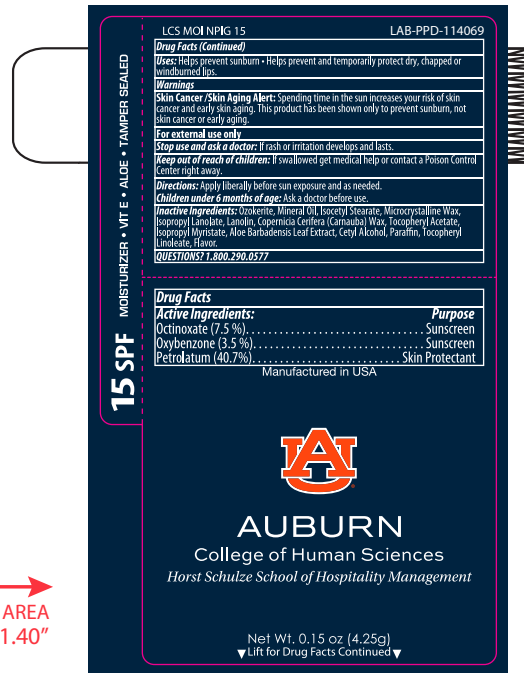 LCS MOI NPIG 15 LAB-PPD-114069
Drug Facts (Continued)
Uses: Helps prevent sunburn • Helps prevent and temporarily protect dry, chapped or
windburned lips.
Warnings
Skin Cancer /Skin Aging Alert: Spending time in the sun increases your risk of skin
cancer and early skin aging. This product has been shown only to prevent sunburn, not
skin cancer or early aging.
For external use only
Stop use and ask a doctor: If rash or irritation develops and lasts.
Keep out of reach of children: If swallowed get medical help or contact a Poison Control
Center right away.
Directions: Apply liberally before sun exposure and as needed.
Children under 6 months of age: Ask a doctor before use.
Inactive Ingredients: Ozokerite, Mineral Oil, Isocetyl Stearate, Microcrystalline Wax,
Isopropyl Lanolate, Lanolin, Copernicia Cerifera (Carnauba) Wax, Tocopheryl Acetate,
Isopropyl Myristate, Aloe Barbadensis Leaf Extract, Cetyl Alcohol, Paraffin, Tocopheryl
Linoleate, Flavor.
QUESTIONS? 1.800.290.0577
15 SPF MOISTURIZER • VIT E • ALOE • TAMPER SEALED
Drug Facts
Active Ingredients: Purpose
Octinoxate (7.5 %)..............................Sunscreen
Oxybenzone (3.5 %)............................Sunscreen
Petrolatum (40.7%).........................Skin Protectant
Manufactured in USA
AU
AUBURN
College of Human Sciences
Horst Schulze School of Hospitality Management
AREA
1.40"
Net Wt. 0.15 oz (4.25g)
▼Lift for Drug Facts Continued▼